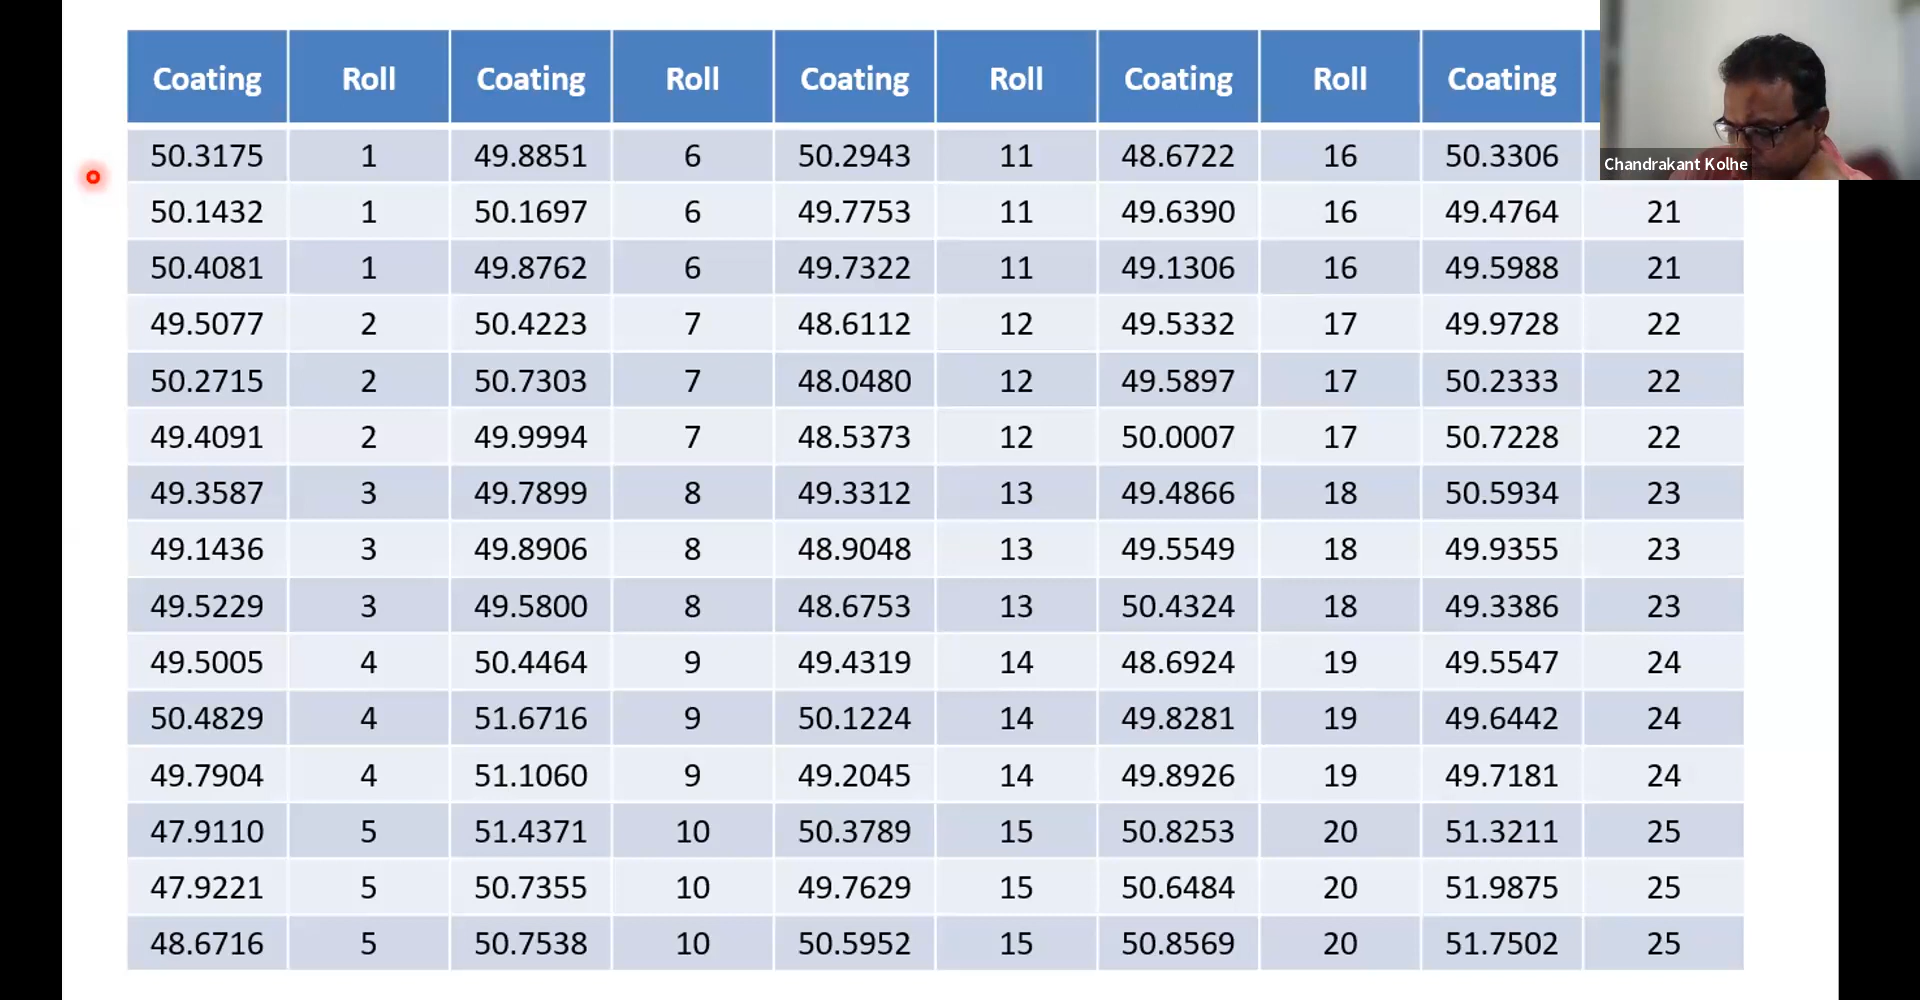 Coating Roll Coating Roll Coating Roll Coating Roll Coating
50.3175 1 49.8851 6 50.2943 11 48.6722 16 50.3306
Chandrakant Kolhe
50.1432 1 50.1697 6 49.7753 11 49.6390 16 49.4764 21
50.4081 1 49.8762 6 49.7322 11 49.1306 16 49.5988 21
49.5077 2 50.4223 7 48.6112 12 49.5332 17 49.9728 22
50.2715 2 50.7303 7 48.0480 12 49.5897 17 50.2333 22
49.4091 2 49.9994 7 48.5373 12 50.0007 17 50.7228 22
49.3587 3 49.7899 8 49.3312 13 49.4866 18 50.5934 23
49.1436 3 49.8906 8 48.9048 13 49.5549 18 49.9355 23
49.5229 3 49.5800 8 48.6753 13 50.4324 18 49.3386 23
49.5005 4 50.4464 9 49.4319 14 48.6924 19 49.5547 24
50.4829 4 51.6716 9 50.1224 14 49.8281 19 49.6442 24
49.7904 4 51.1060 9 49.2045 14 49.8926 19 49.7181 24
47.9110 5 51.4371 10 50.3789 15 50.8253 20 51.3211 25
47.9221 5 50.7355 10 49.7629 15 50.6484 20 51.9875 25
48.6716 5 50.7538 10 50.5952 15 50.8569 20 51.7502 25